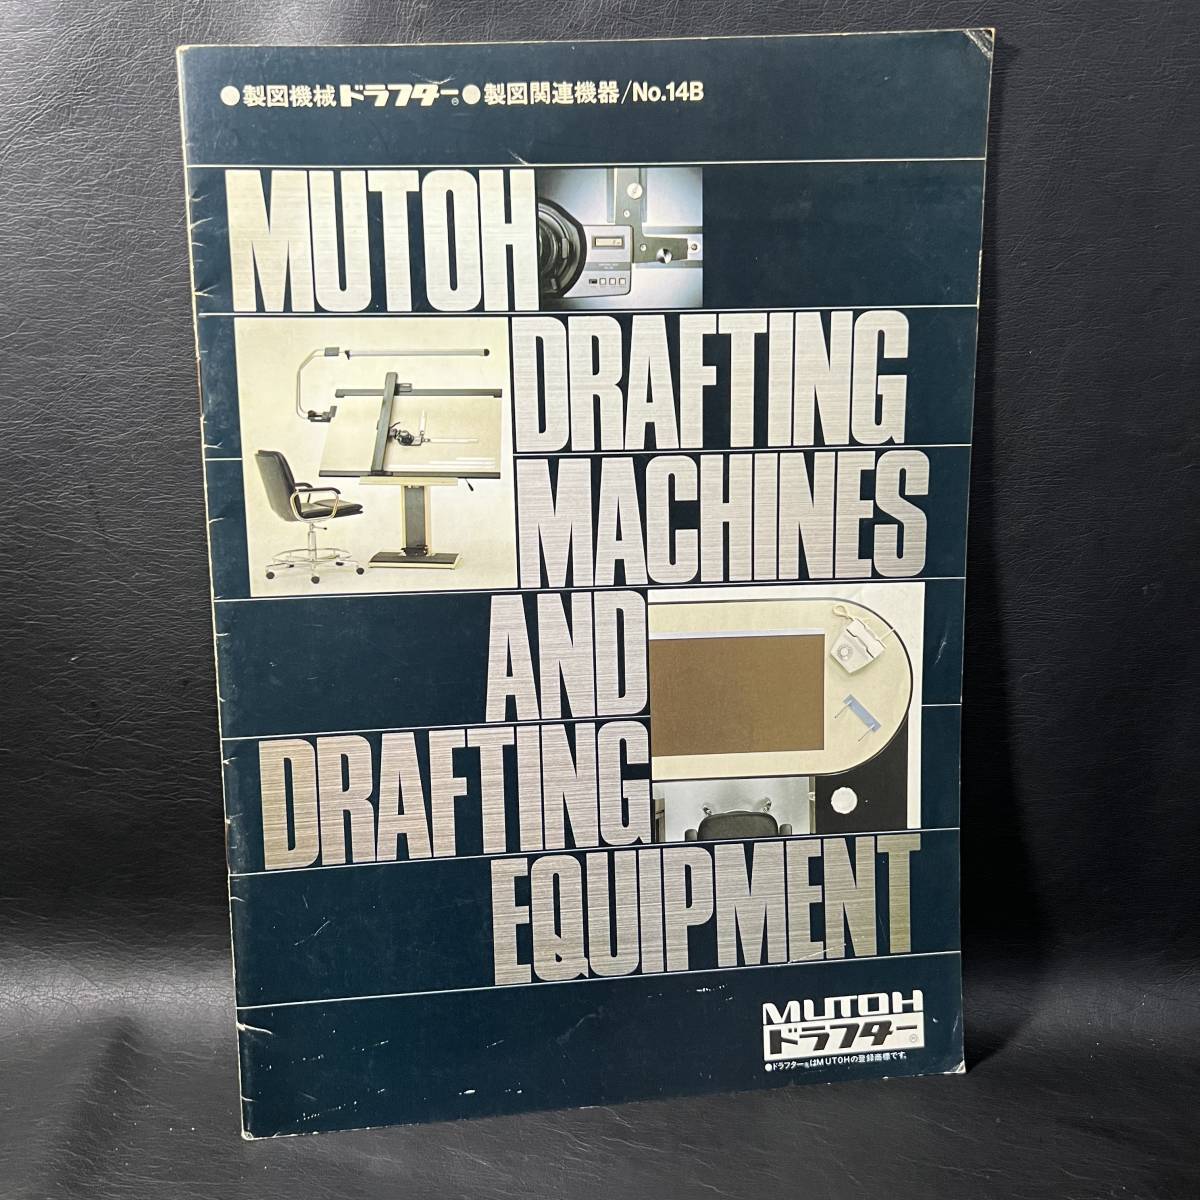 ●製図機械ドラフター®●製図関連機器/No.14B
MUTOH
DRAFTING
MACHINES
AND
DRAFTING
EQUIPMENT
MUTOH
ドラフター®
●ドラフター®はMUTOHの登録商標です。